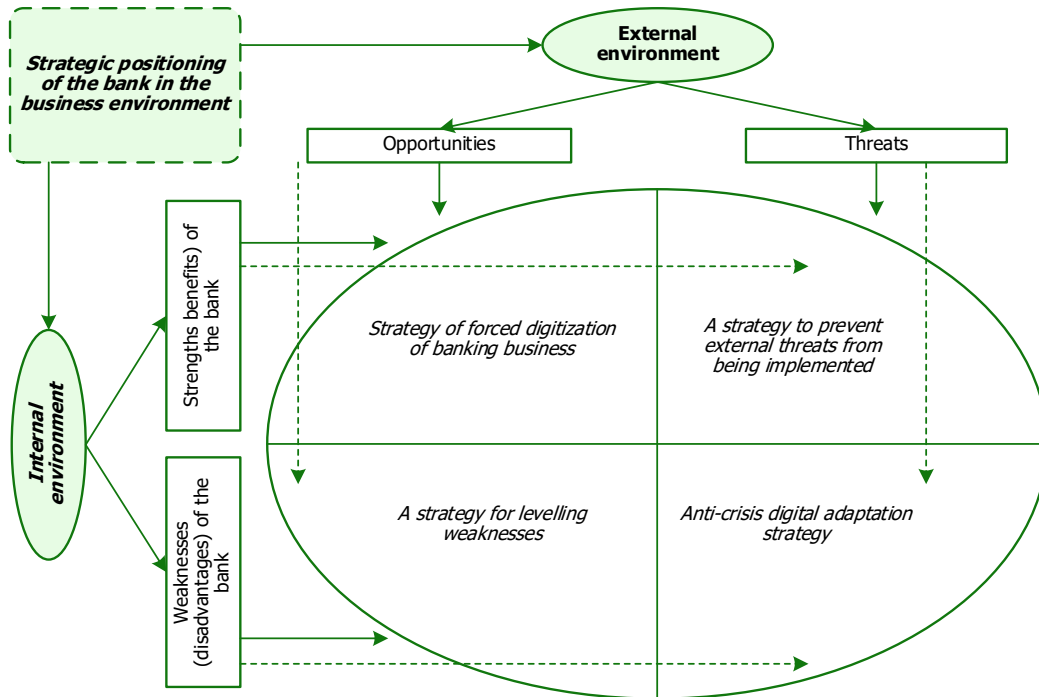 Strategic positioning
of the bank in the
business environment
External
environment
Opportunities
Threats
Strengths benefits) of
the bank
Strategy of forced digitization
of banking business
A strategy to prevent
external threats from
being implemented
Internal
environment
Weaknesses
(disadvantages) of the
bank
A strategy for levelling
weaknesses
Anti-crisis digital adaptation
strategy